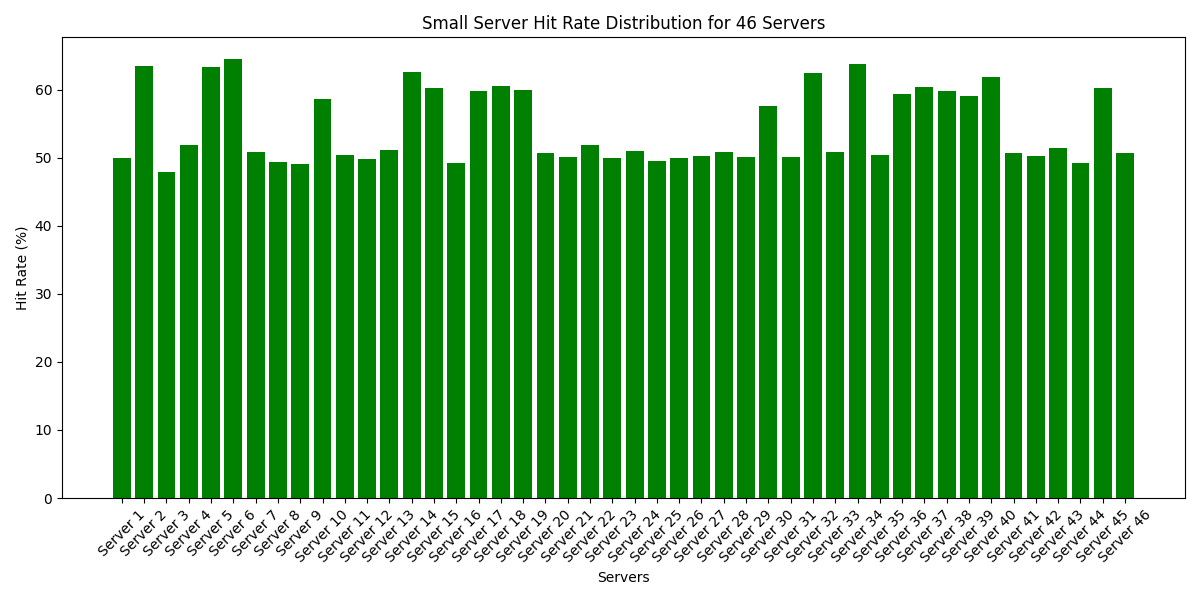 Small Server Hit Rate Distribution for 46 Servers
Hit Rate (%)
60
50
40
30
20
10
0
Server 1
Server 2
Server 3
Server 4
Server 5
Server 6
Server 7
Server 8
Server 9
Server 10
Server 11
Server 12
Server 13
Server 14
Server 15
Server 16
Server 17
Server 18
Server 19
Server 20
Server 21
Server 22
Server 23
Server 24
Server 25
Server 26
Server 27
Server 28
Server 29
Server 30
Server 31
Server 32
Server 33
Server 34
Server 35
Server 36
Server 37
Server 38
Server 39
Server 40
Server 41
Server 42
Server 43
Server 44
Server 45
Server 46
Servers